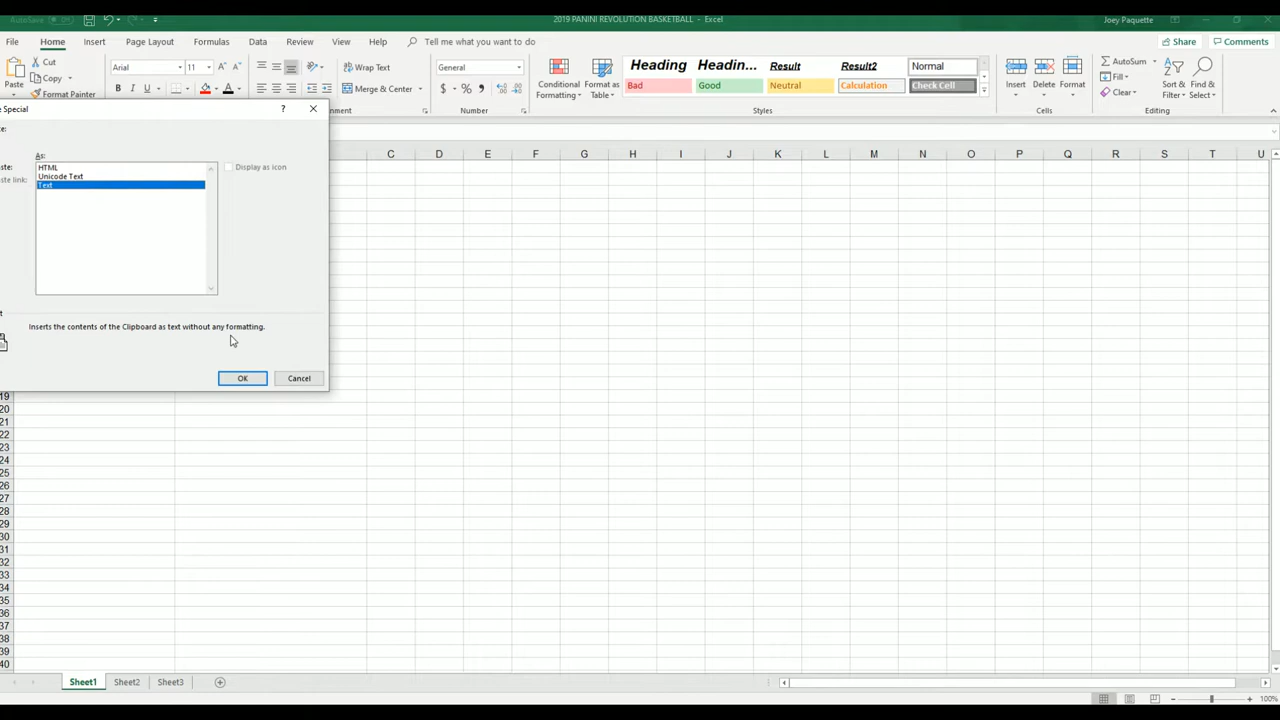 AutoSave Off 2019 PANINI REVOLUTION BASKETBALL - Excel Joey Paquette
File Home Insert Page Layout Formulas Data Review View Help Tell me what you want to do Share Comments
Paste Cut Copy Format Painter
Arial 11 B I U A
Wrap Text Merge & Center
General $ % ,
Number
Conditional Formatting Format as Table
Heading Headin... Result Result2 Normal
Bad Good Neutral Calculation Check Cell
Styles
Insert Delete Format
Cells
AutoSum Fill Clear
Sort & Filter Find & Select
Editing
Special
As:
HTML
Unicode Text
Text
Display as icon
Inserts the contents of the Clipboard as text without any formatting.
OK Cancel
C D E F G H I J K L M N O P Q R S T U
19
20
21
22
23
24
25
26
27
28
29
30
31
32
33
34
35
36
37
38
39
40
Sheet1 Sheet2 Sheet3
100%